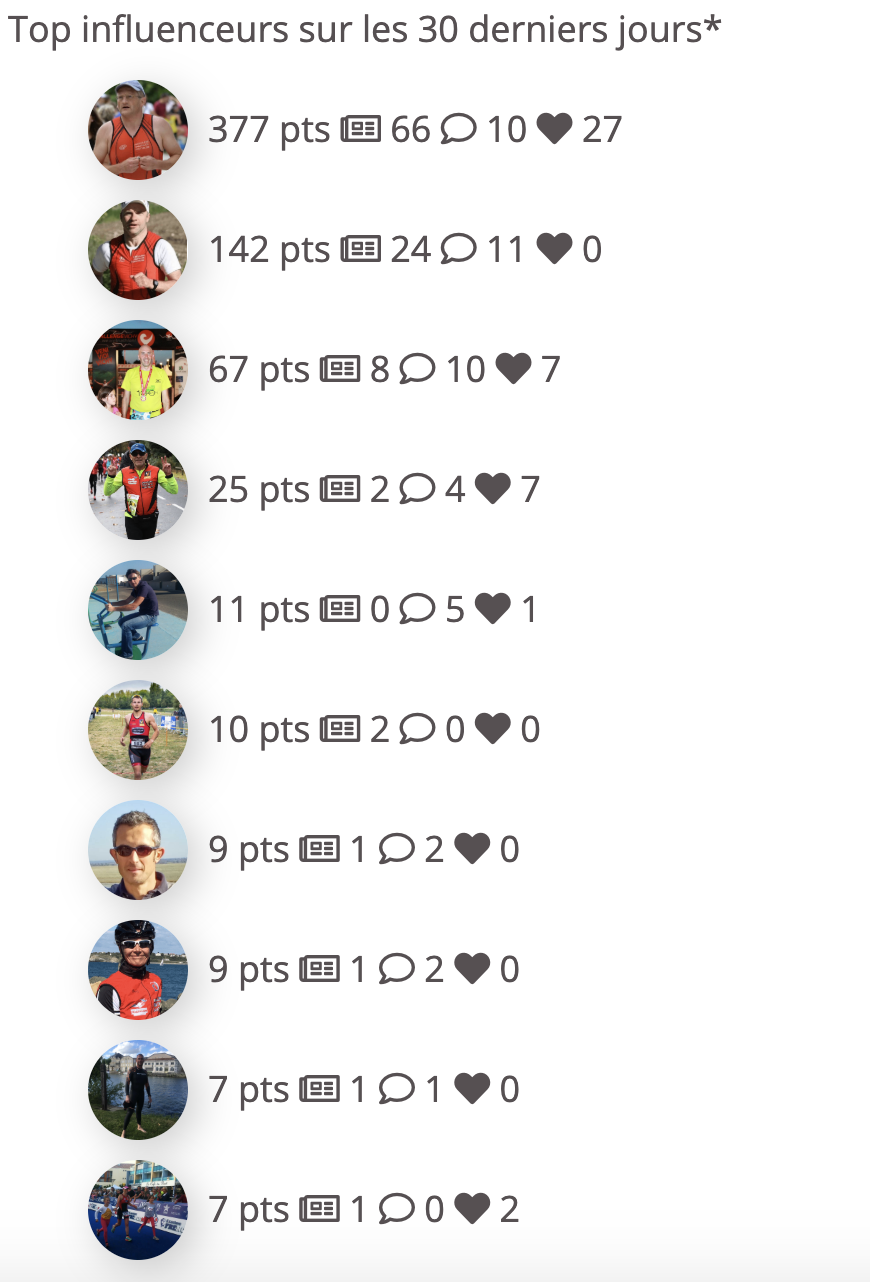 Top influenceurs sur les 30 derniers jours*
377 pts 66 10 27
142 pts 24 11 0
67 pts 8 10 7
25 pts 2 4 7
11 pts 0 5 1
10 pts 2 0 0
9 pts 1 2 0
9 pts 1 2 0
7 pts 1 1 0
7 pts 1 0 2